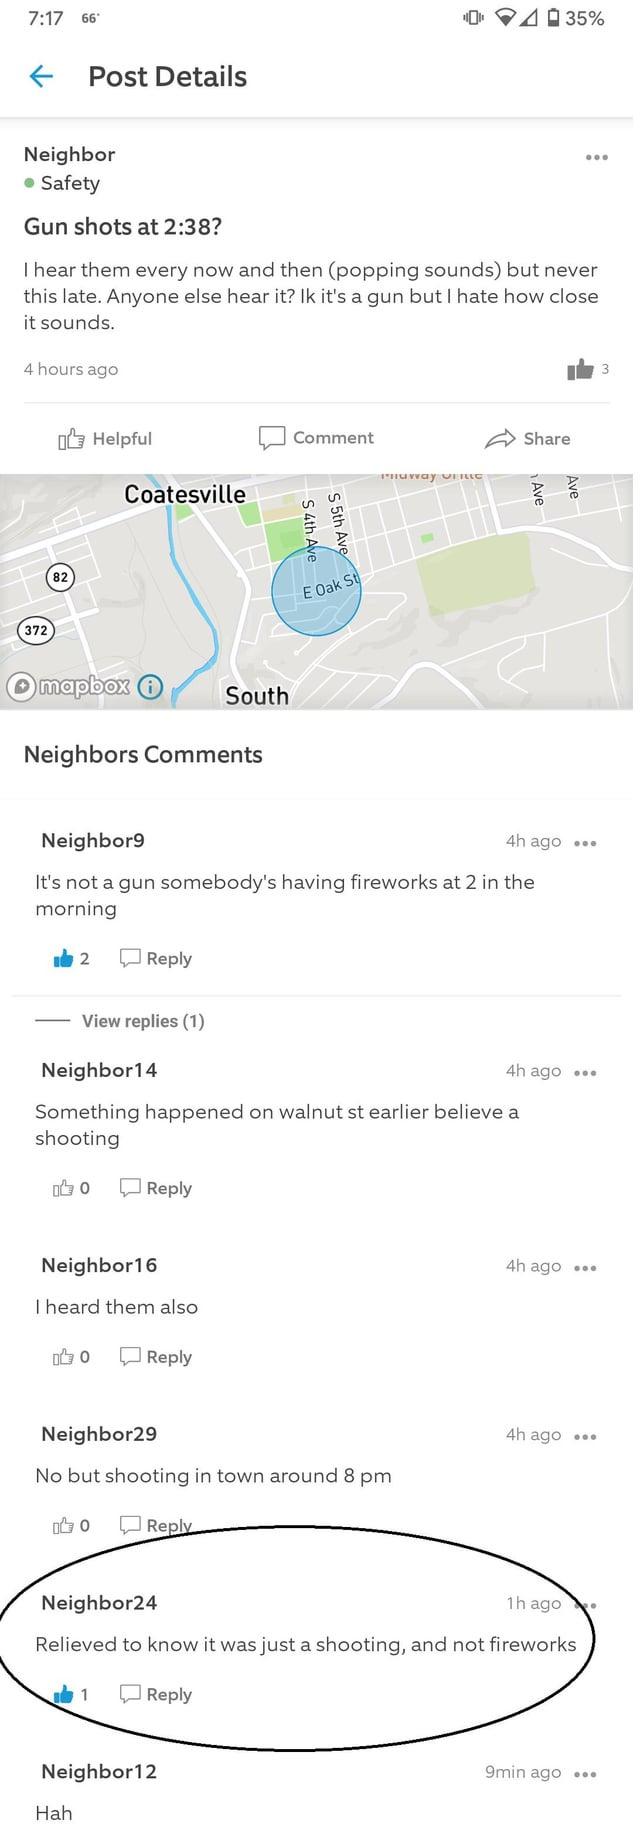 7:17 66°
35%
Post Details
Neighbor
Safety
Gun shots at 2:38?
I hear them every now and then (popping sounds) but never
this late. Anyone else hear it? Ik it's a gun but I hate how close
it sounds.
4 hours ago
3
Helpful
Comment
Share
Coatesville
S 4th Ave
S 5th Ave
Ave
Ave
82
E Oak St
372
mapbox
South
Neighbors Comments
Neighbor9
4h ago
It's not a gun somebody's having fireworks at 2 in the
morning
2 Reply
View replies (1)
Neighbor14
4h ago
Something happened on walnut st earlier believe a
shooting
0 Reply
Neighbor16
4h ago
I heard them also
0 Reply
Neighbor29
4h ago
No but shooting in town around 8 pm
0 Reply
Neighbor24
1h ago
Relieved to know it was just a shooting, and not fireworks
1 Reply
Neighbor12
9min ago
Hah